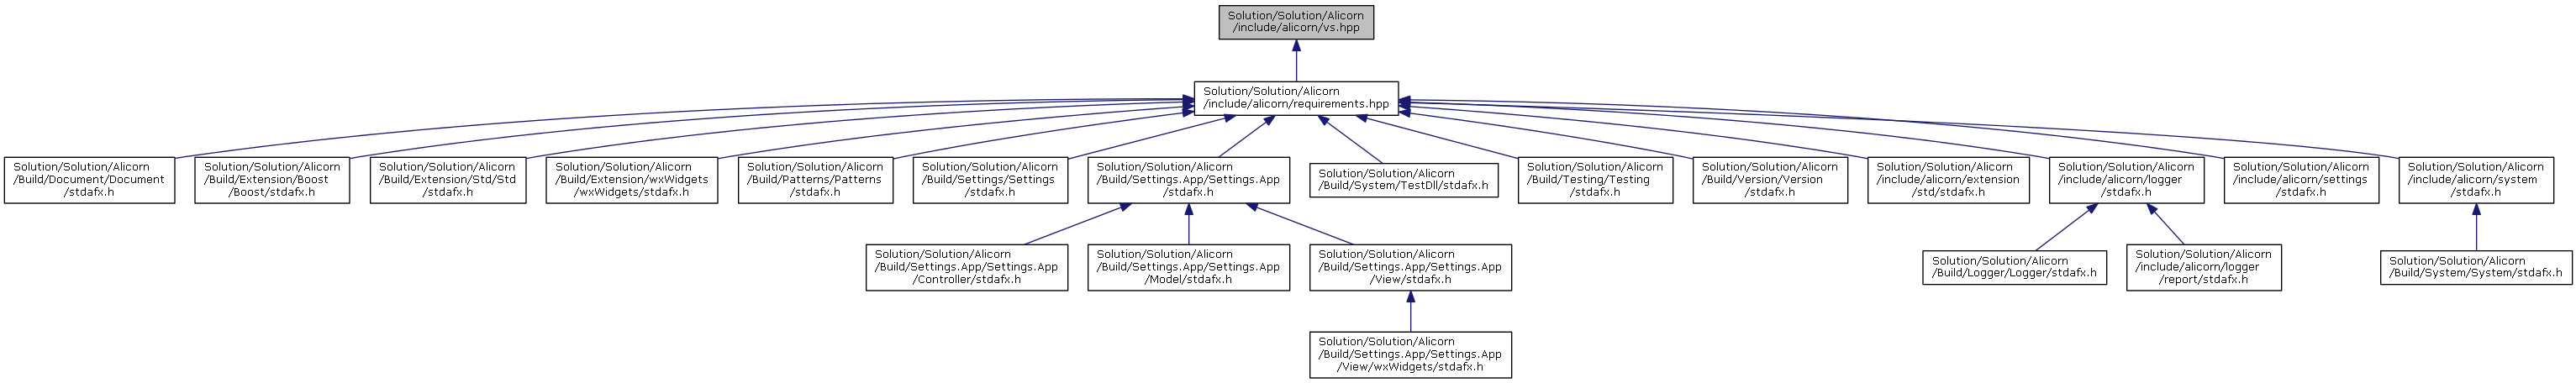 Solution/Solution/Alicorn
/include/alicorn/vs.hpp
Solution/Solution/Alicorn
/include/alicorn/requirements.hpp
Solution/Solution/Alicorn
/Build/Document/Document
/stdafx.h
Solution/Solution/Alicorn
/Build/Extension/Boost
/Boost/stdafx.h
Solution/Solution/Alicorn
/Build/Extension/Std/Std
/stdafx.h
Solution/Solution/Alicorn
/Build/Extension/wxWidgets
/wxWidgets/stdafx.h
Solution/Solution/Alicorn
/Build/Patterns/Patterns
/stdafx.h
Solution/Solution/Alicorn
/Build/Settings/Settings
/stdafx.h
Solution/Solution/Alicorn
/Build/Settings.App/Settings.App
/stdafx.h
Solution/Solution/Alicorn
/Build/System/TestDll/stdafx.h
Solution/Solution/Alicorn
/Build/Testing/Testing
/stdafx.h
Solution/Solution/Alicorn
/Build/Version/Version
/stdafx.h
Solution/Solution/Alicorn
/include/alicorn/extension
/std/stdafx.h
Solution/Solution/Alicorn
/include/alicorn/logger
/stdafx.h
Solution/Solution/Alicorn
/include/alicorn/settings
/stdafx.h
Solution/Solution/Alicorn
/include/alicorn/system
/stdafx.h
Solution/Solution/Alicorn
/Build/Settings.App/Settings.App
/Controller/stdafx.h
Solution/Solution/Alicorn
/Build/Settings.App/Settings.App
/Model/stdafx.h
Solution/Solution/Alicorn
/Build/Settings.App/Settings.App
/View/stdafx.h
Solution/Solution/Alicorn
/Build/Logger/Logger/stdafx.h
Solution/Solution/Alicorn
/include/alicorn/logger
/report/stdafx.h
Solution/Solution/Alicorn
/Build/System/System/stdafx.h
Solution/Solution/Alicorn
/Build/Settings.App/Settings.App
/View/wxWidgets/stdafx.h